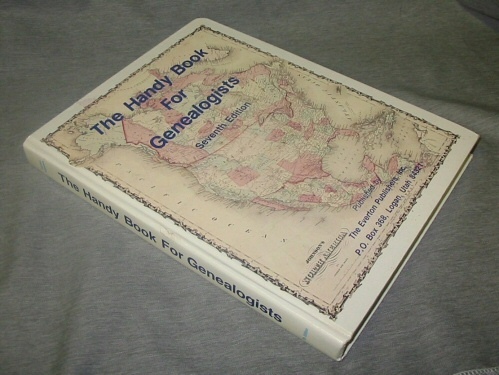 The Handy Book
For
Genealogists
Seventh Edition
Published by
The Everton Publishers, Inc.
P.O. Box 368, Logan, Utah 84321
The Handy Book For Genealogists